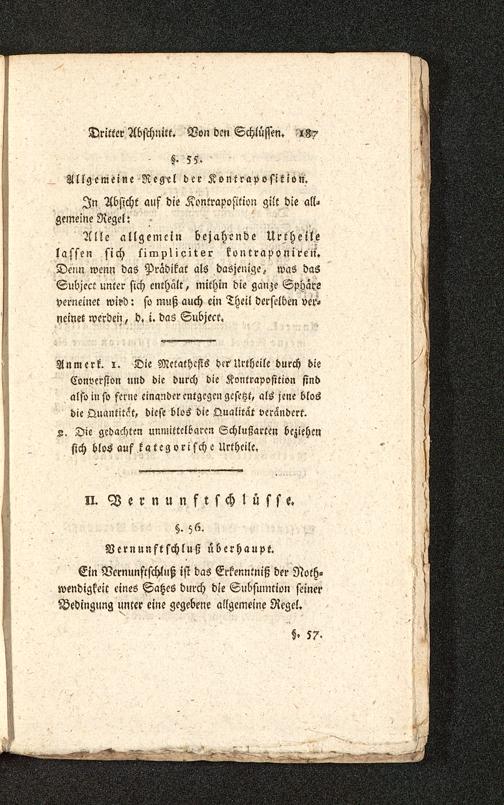 Dritter Abschnitt. Von den Schlüssen. 187
§. 55.
Allgemeine Regel der Kontraposition.
In Absicht auf die Kontraposition gilt die all-
gemeine Regel:
Alle allgemein bejahende Urtheile
lassen sich simpliciter kontraponiren.
Denn wenn das Prädikat als dasjenige, was das
Subject unter sich enthält, mithin die ganze Sphäre
verneinet wird: so muß auch ein Theil derselben ver-
neinet werden, d. i. das Subject.
Anmerk. 1. Die Metathesis der Urtheile durch die
Conversion und die durch die Kontraposition sind
also in so ferne einander entgegen gesetzt, als jene blos
die Quantität, diese blos die Qualität verändert.
2. Die gedachten unmittelbaren Schlußarten beziehen
sich blos auf kategorische Urtheile.
II. Vernunftschlüsse.
§. 56.
Vernunftschluß überhaupt.
Ein Vernunftschluß ist das Erkenntniß der Noth-
wendigkeit eines Satzes durch die Subsumtion seiner
Bedingung unter eine gegebene allgemeine Regel.
§. 57.